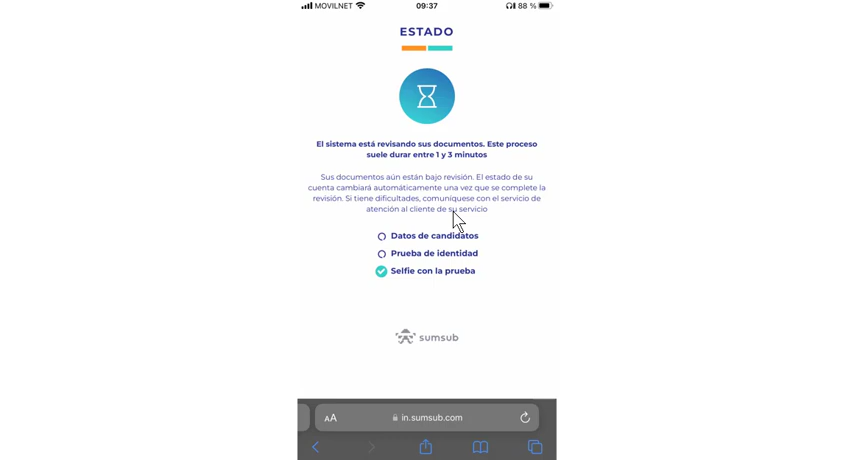 MOVILNET 09:37 88 %
ESTADO
El sistema está revisando sus documentos. Este proceso
suele durar entre 1 y 3 minutos
Sus documentos aún están bajo revisión. El estado de su
cuenta cambiará automáticamente una vez que se complete la
revisión. Si tiene dificultades, comuníquese con el servicio de
atención al cliente de su servicio
Datos de candidatos
Prueba de identidad
Selfie con la prueba
sumsub
AA in.sumsub.com